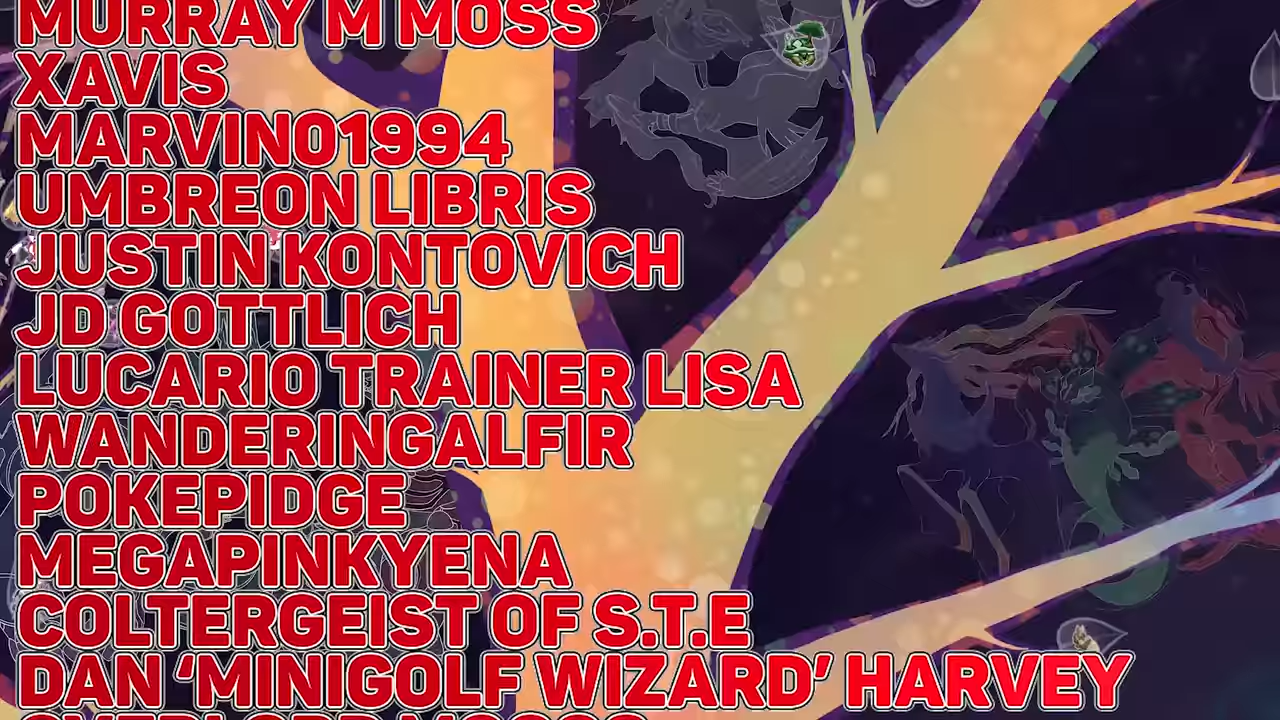 MURRAY M MOSS
XAVIS
MARVIN01994
UMBREON LIBRIS
JUSTIN KONTOVICH
JD GOTTLICH
LUCARIO TRAINER LISA
WANDERINGALFIR
POKEPIDGE
MEGAPINKYENA
COLTERGEIST OF S.T.E
DAN ‘MINIGOLF WIZARD’ HARVEY